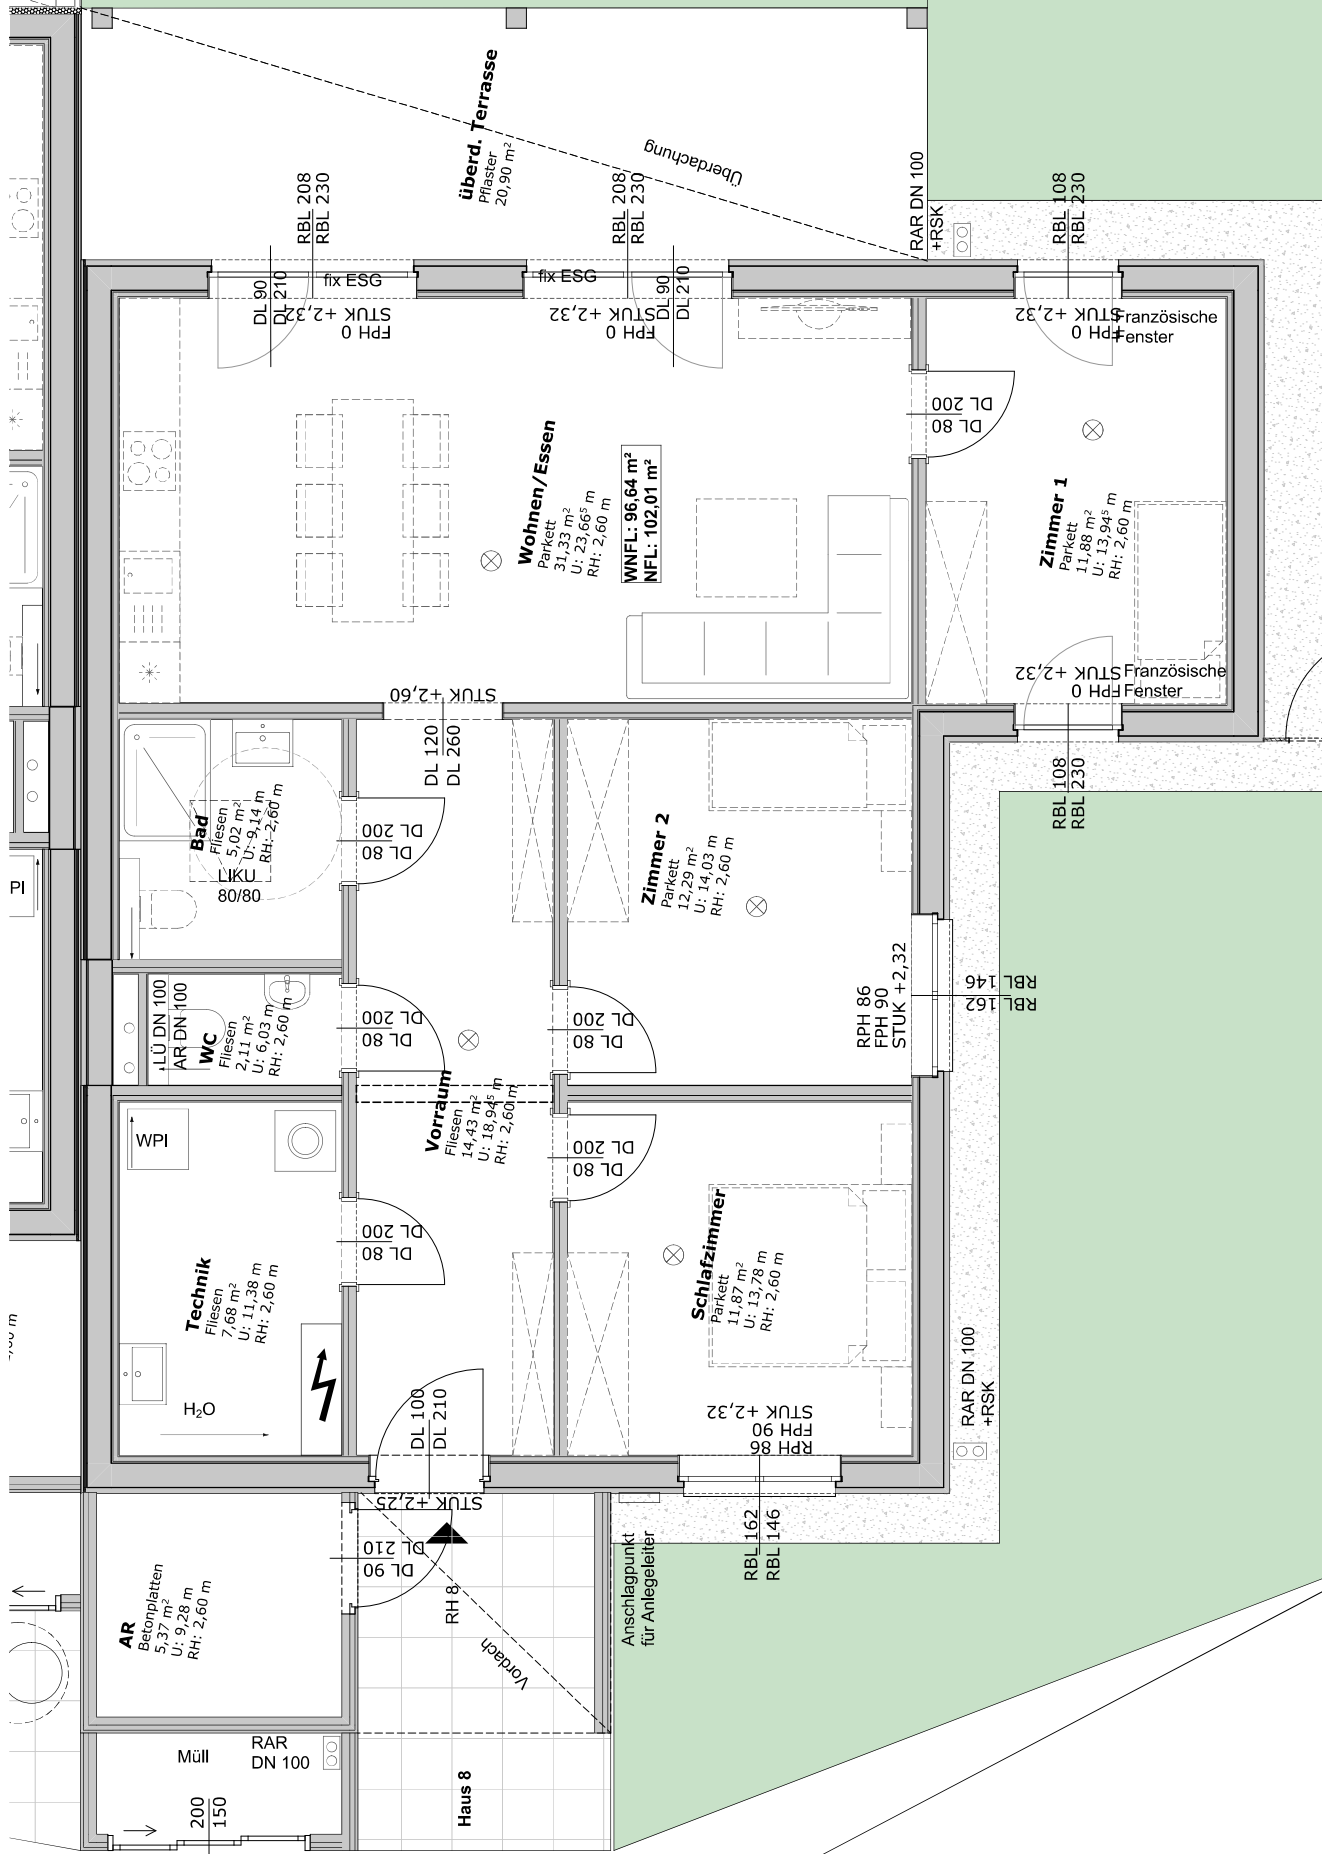 überd. Terrasse
Pflaster
20,90 m²
Überdachung
RBL 208
RBL 230
RBL 208
RBL 230
RAR DN 100
+RSK
RBL 108
RBL 230
DL 90
DL 210
fix ESG
STUK +2,32
FPH 0
fix ESG
STUK +2,32
FPH 0
DL 90
DL 210
STUK +2,32
FPH 0
Französische
Fenster
DL 80
DL 200
Wohnen/Essen
Parkett
31,33 m²
U: 23,66⁵ m
RH: 2,60 m
WNFL: 96,64 m²
NFL: 102,01 m²
Zimmer 1
Parkett
11,88 m²
U: 13,94⁵ m
RH: 2,60 m
STUK +2,32
FPH 0
Französische
Fenster
RBL 108
RBL 230
STUK +2,60
DL 120
DL 260
Bad
Fliesen
5,02 m²
U: 9,14 m
RH: 2,60 m
LIKU
80/80
DL 80
DL 200
Zimmer 2
Parkett
12,29 m²
U: 14,03 m
RH: 2,60 m
PI
RPH 86
FPH 90
STUK +2,32
RBL 162
RBL 146
LÜ DN 100
AR DN 100
WC
Fliesen
2,11 m²
U: 6,03 m
RH: 2,60 m
DL 80
DL 200
DL 80
DL 200
Vorraum
Fliesen
14,43 m²
U: 18,94⁵ m
RH: 2,60 m
WPI
DL 80
DL 200
Technik
Fliesen
7,68 m²
U: 11,38 m
RH: 2,60 m
DL 80
DL 200
Schlafzimmer
Parkett
11,87 m²
U: 13,78 m
RH: 2,60 m
H₂O
DL 100
DL 210
STUK +2,32
FPH 90
RPH 86
RAR DN 100
+RSK
STUK +2,25
DL 90
DL 210
RH 8
Vordach
RBL 162
RBL 146
Anschlagpunkt
für Anlegeleiter
AR
Betonplatten
5,37 m²
U: 9,28 m
RH: 2,60 m
Müll
RAR
DN 100
200
150
Haus 8